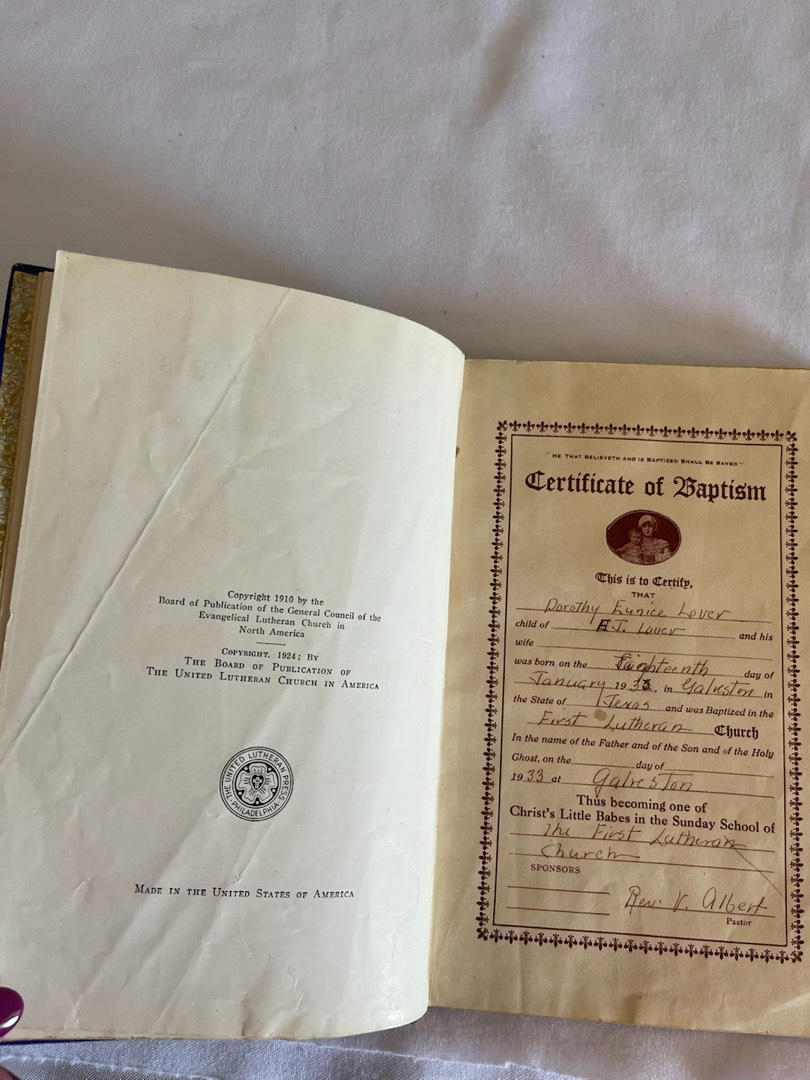 Copyright 1910 by the
Board of Publication of the General Council of the
Evangelical Lutheran Church in
North America
Copyright, 1924; By
The Board of Publication of
The United Lutheran Church in America
THE UNITED LUTHERAN PRESS
PHILADELPHIA
Made in the United States of America
"HE THAT BELIEVETH AND IS BAPTIZED SHALL BE SAVED"
Certificate of Baptism
This is to Certify,
THAT
Dorothy Eunice Lover
child of J. Lauer and his
wife
was born on the Eighteenth day of
January 193 , in Galveston in
the State of Texas and was Baptized in the
First Lutheran Church
In the name of the Father and of the Son and of the Holy
Ghost, on the day of
1933 at Galveston
Thus becoming one of
Christ's Little Babes in the Sunday School of
The First Lutheran
Church
SPONSORS
Rev. V. Albert
Pastor